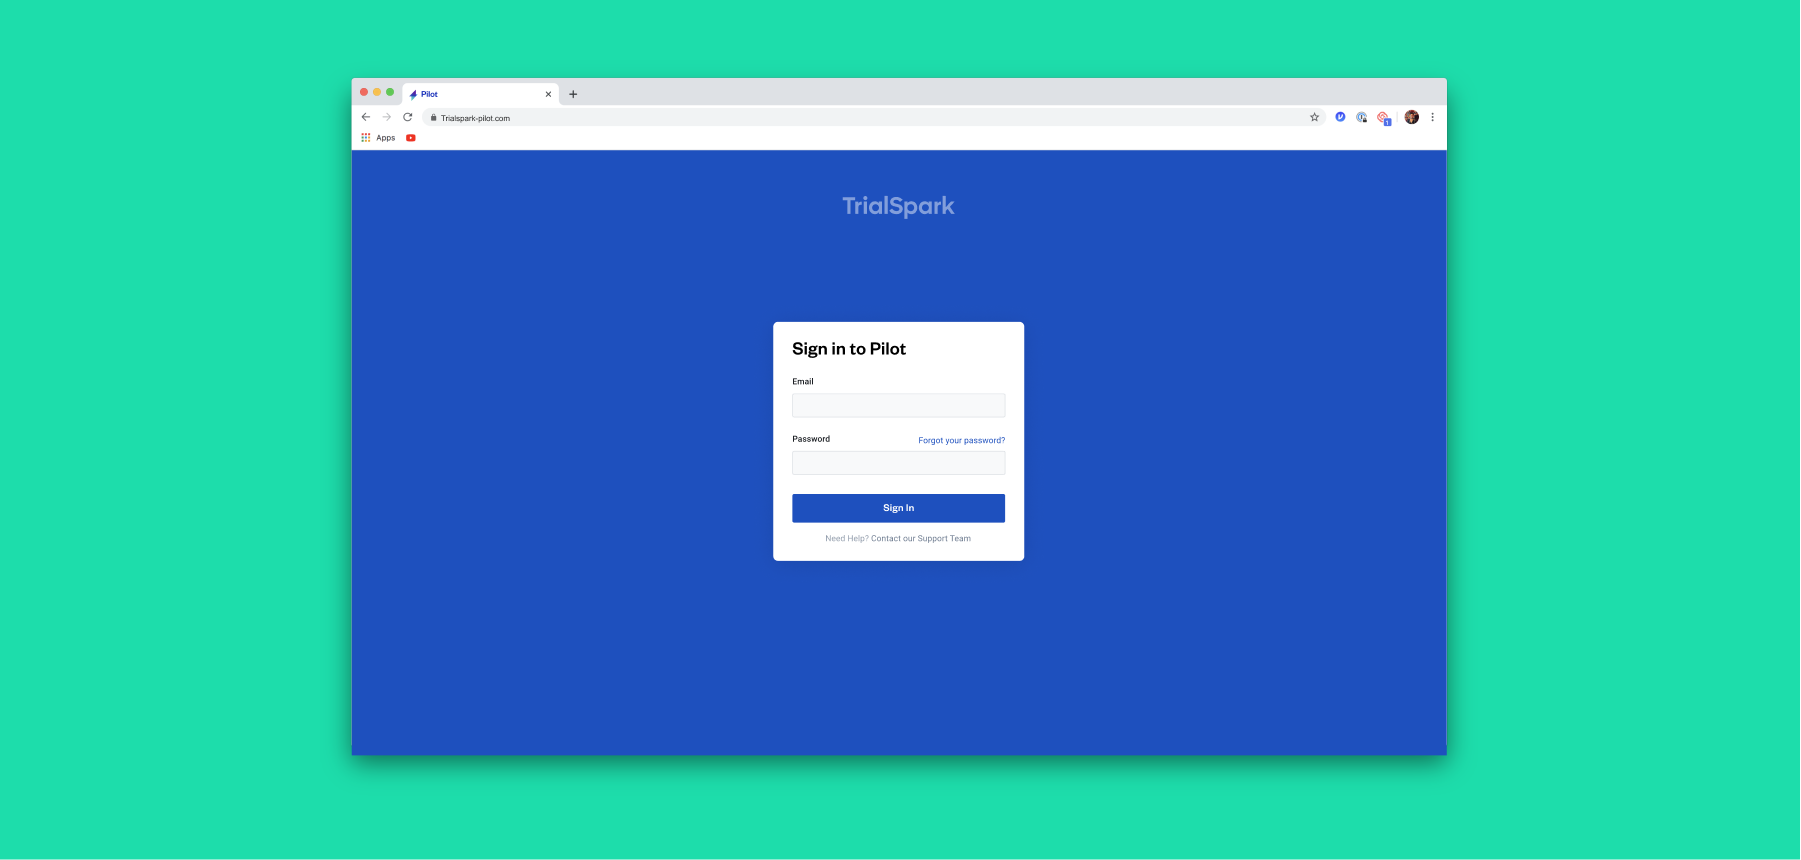 Pilot
Trialspark-pilot.com
1
Apps
TrialSpark
Sign in to Pilot
Email
Password
Forgot your password?
Sign In
Need Help? Contact our Support Team